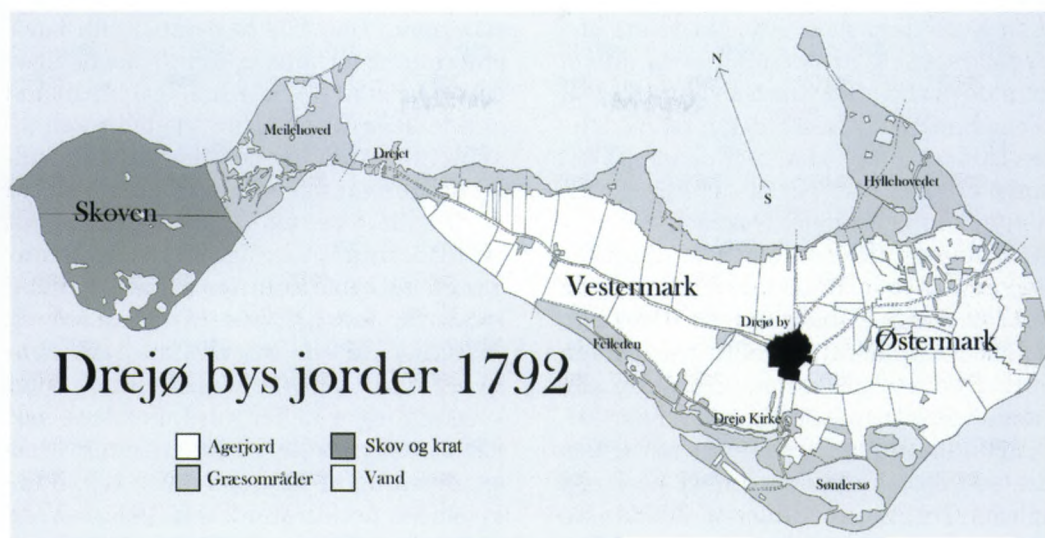 N
Meilehoved
Drejet
Hyllehovedet
Skoven
S
Vestermark
Drejø by
Østermark
Feileden
Drejø bys jorder 1792
Drejø Kirke
Agerjord
Skov og krat
Græsområder
Vand
Søndersø